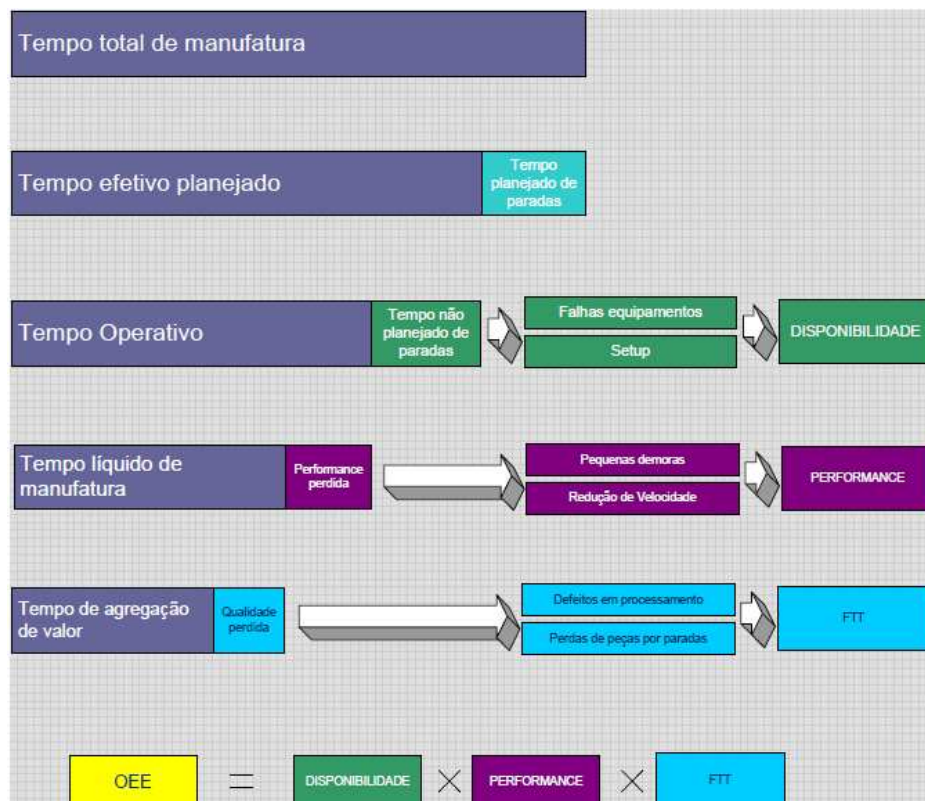 Tempo total de manufatura
Tempo efetivo planejado
Tempo
planejado de
paradas
Tempo Operativo
Tempo não
planejado de
paradas
Falhas equipamentos
Setup
DISPONIBILIDADE
Tempo líquido de
manufatura
Performance
perdida
Pequenas demoras
Redução de Velocidade
PERFORMANCE
Tempo de agregação
de valor
Qualidade
perdida
Defeitos em processamento
Perdas de peças por paradas
FTT
OEE = DISPONIBILIDADE × PERFORMANCE × FTT